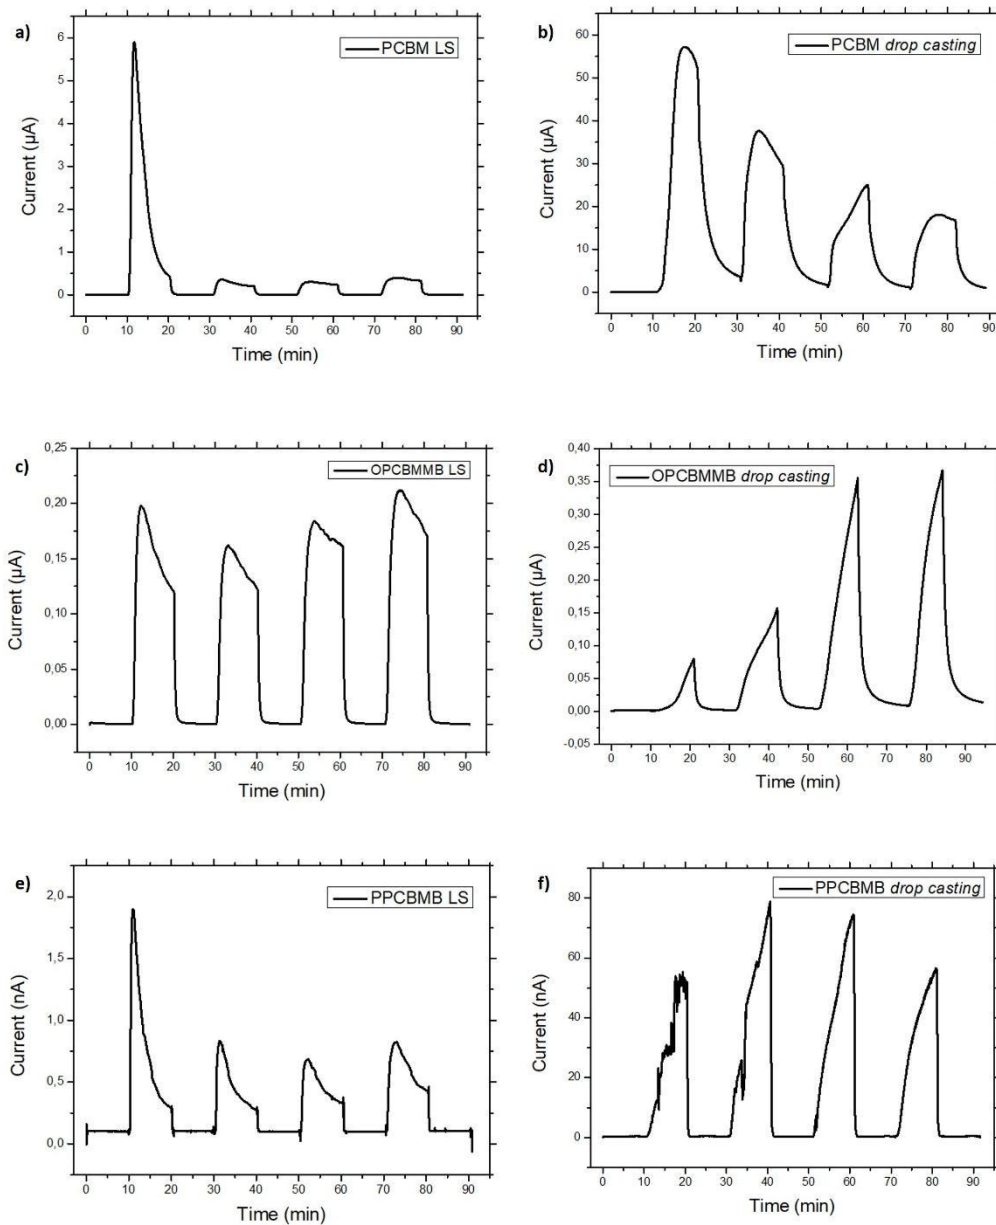 a)
PCBM LS
Current (µA)
6
5
4
3
2
1
0
0 10 20 30 40 50 60 70 80 90
Time (min)
b)
PCBM drop casting
Current (µA)
60
50
40
30
20
10
0
0 10 20 30 40 50 60 70 80 90
Time (min)
c)
OPCBMMB LS
Current (µA)
0,25
0,20
0,15
0,10
0,05
0,00
0 10 20 30 40 50 60 70 80 90
Time (min)
d)
OPCBMMB drop casting
Current (µA)
0,40
0,35
0,30
0,25
0,20
0,15
0,10
0,05
0,00
-0,05
0 10 20 30 40 50 60 70 80 90
Time (min)
e)
PPCBMB LS
Current (nA)
2,0
1,5
1,0
0,5
0,0
0 10 20 30 40 50 60 70 80 90
Time (min)
f)
PPCBMB drop casting
Current (nA)
80
60
40
20
0
0 10 20 30 40 50 60 70 80 90
Time (min)